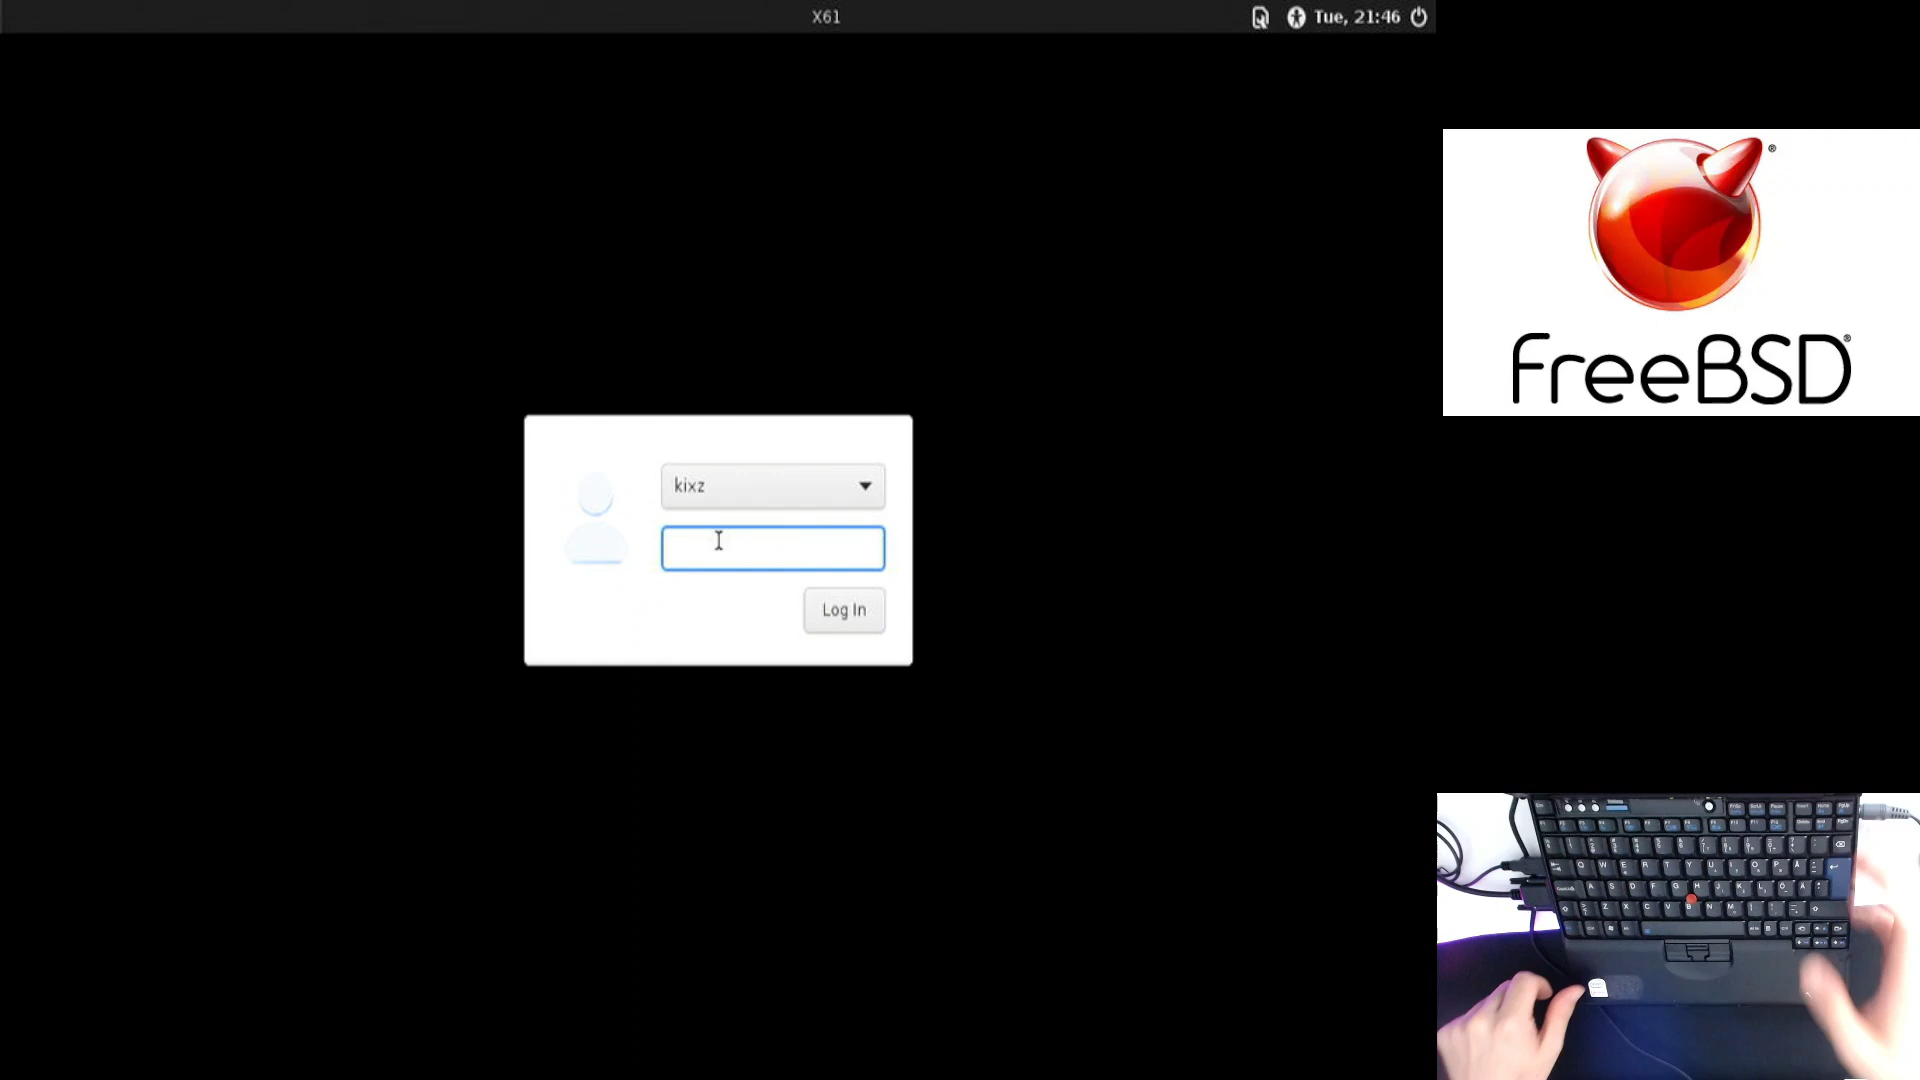 X61
Tue, 21:46
kixz
Log In
®
FreeBSD®
Q W E R T Y U I O P Å
A S D F G H J K L Ö Ä
Z X C V B N M